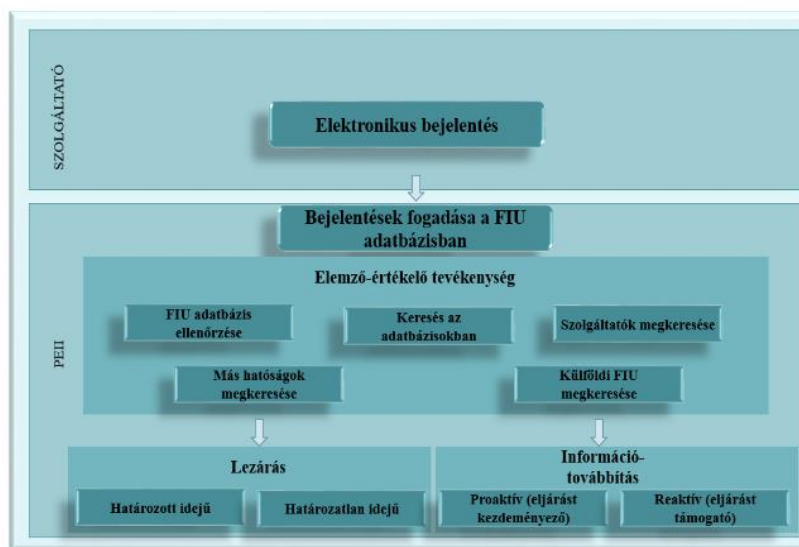 SZOLGÁLTATÓ
Elektronikus bejelentés
PEII
Bejelentések fogadása a FIU
adatbázisban
Elemző-értékelő tevékenység
FIU adatbázis
ellenőrzése
Keresés az
adatbázisokban
Szolgáltatók megkeresése
Más hatóságok
megkeresése
Külföldi FIU
megkeresése
Lezárás
Határozott idejű
Határozatlan idejű
Információ-
továbbítás
Proaktív (eljárást
kezdeményező)
Reaktív (eljárást
támogató)